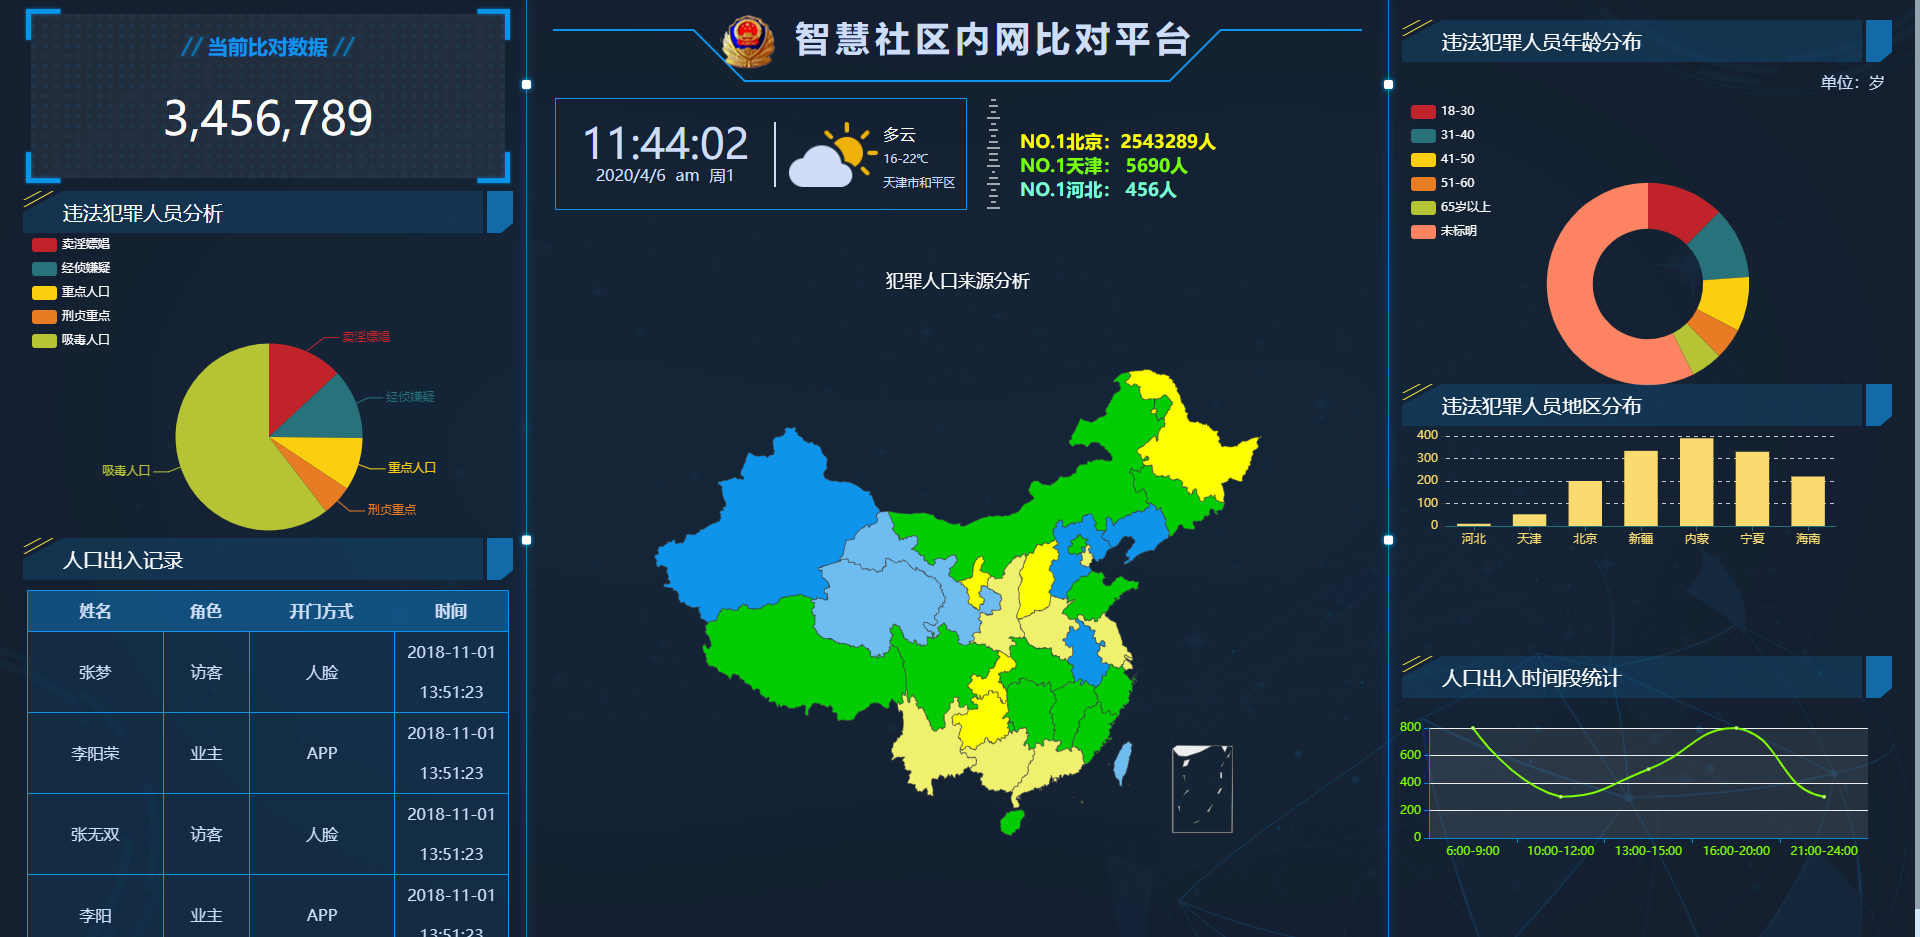 // 当前比对数据 //
3,456,789
违法犯罪人员分析
卖淫嫖娼
经侦嫌疑
重点人口
刑贞重点
吸毒人口
卖淫嫖娼
经侦嫌疑
重点人口
刑贞重点
吸毒人口
人口出入记录
姓名 角色 开门方式 时间
张梦 访客 人脸 2018-11-01 13:51:23
李阳荣 业主 APP 2018-11-01 13:51:23
张无双 访客 人脸 2018-11-01 13:51:23
李阳 业主 APP 2018-11-01 13:51:23
智慧社区内网比对平台
11:44:02
2020/4/6 am 周1
多云
16-22℃
天津市和平区
NO.1北京：2543289人
NO.1天津： 5690人
NO.1河北： 456人
犯罪人口来源分析
违法犯罪人员年龄分布
单位：岁
18-30
31-40
41-50
51-60
65岁以上
未标明
违法犯罪人员地区分布
400
300
200
100
0
河北 天津 北京 新疆 内蒙 宁夏 海南
人口出入时间段统计
800
600
400
200
0
6:00-9:00 10:00-12:00 13:00-15:00 16:00-20:00 21:00-24:00